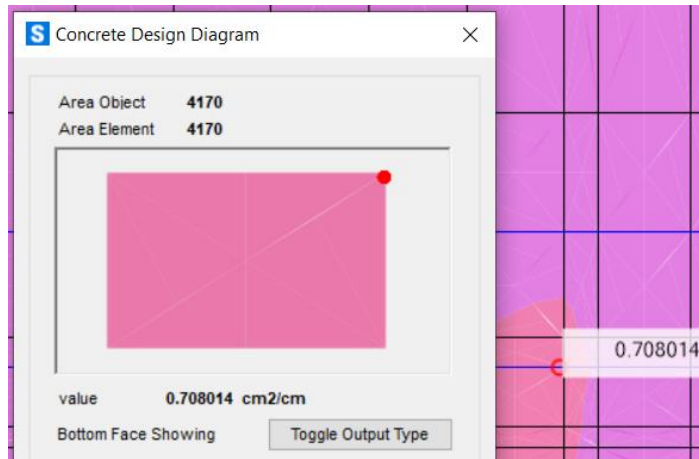 S Concrete Design Diagram
Area Object 4170
Area Element 4170
0.708014
value 0.708014 cm2/cm
Bottom Face Showing Toggle Output Type